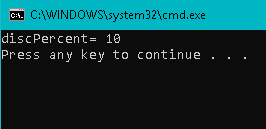 C:\WINDOWS\system32\cmd.exe
discPercent= 10
Press any key to continue . . .